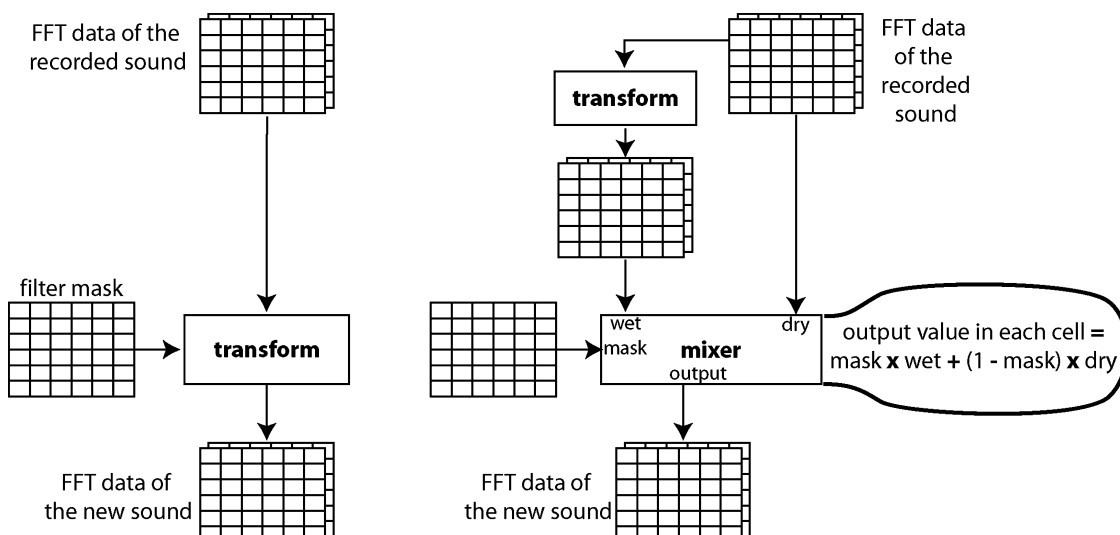 FFT data of the
recorded sound
filter mask
transform
FFT data of
the new sound
FFT data
of the
recorded
sound
transform
wet
dry
mask
mixer
output
output value in each cell =
mask x wet + (1 - mask) x dry
FFT data of
the new sound